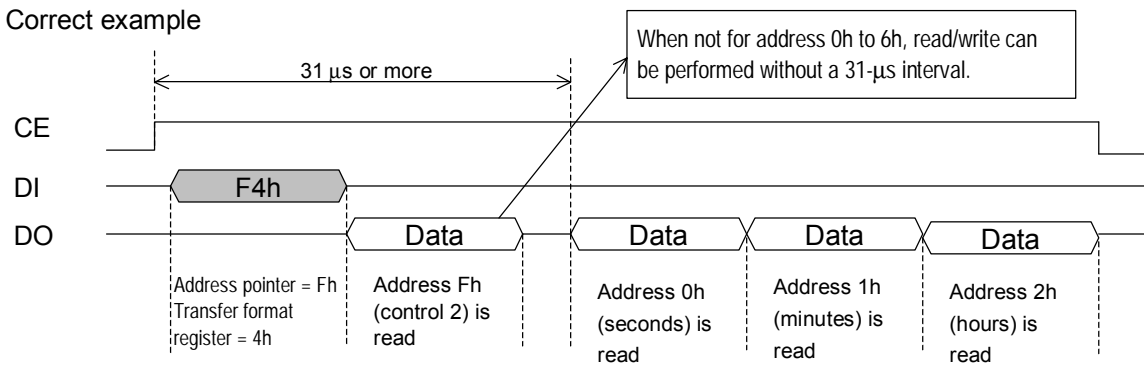 Correct example
When not for address 0h to 6h, read/write can
be performed without a 31-μs interval.
31 μs or more
CE
DI
F4h
DO
Data
Data
Data
Data
Address pointer = Fh
Transfer format
register = 4h
Address Fh
(control 2) is
read
Address 0h
(seconds) is
read
Address 1h
(minutes) is
read
Address 2h
(hours) is
read